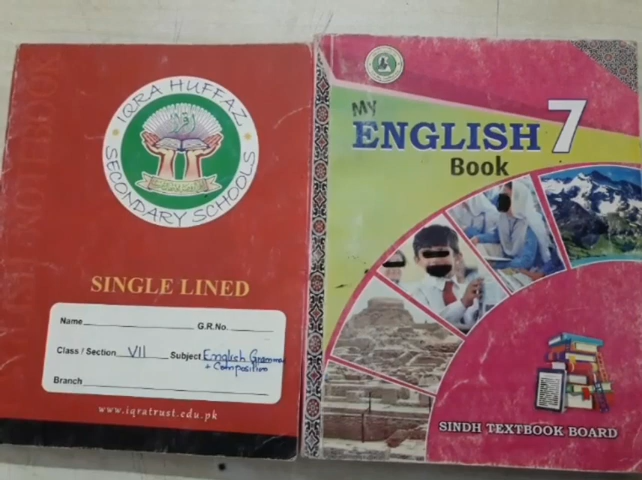 IQRA HUFFAZ
SECONDARY SCHOOLS
SINGLE LINED
Name
G.R.No.
Class / Section VII Subject English Grammar
+ Composition
Branch
www.iqratrust.edu.pk
MY
ENGLISH 7
Book
SINDH TEXTBOOK BOARD